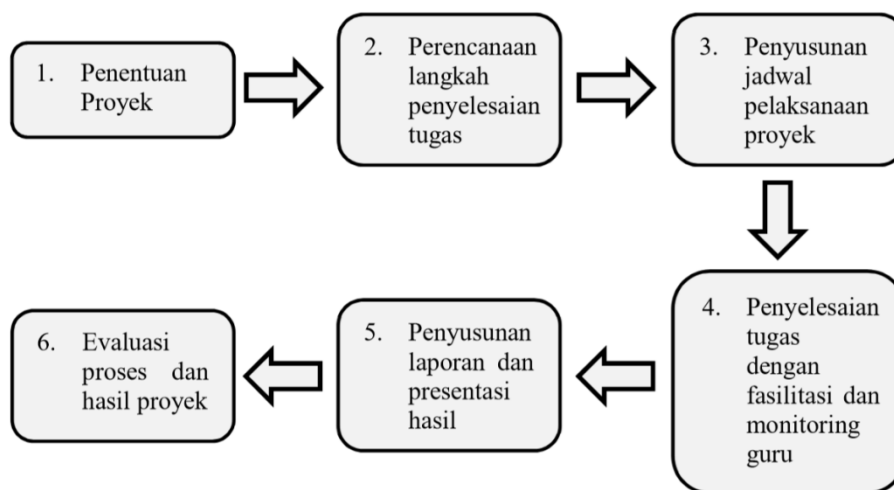 1. Penentuan
Proyek
2. Perencanaan
langkah
penyelesaian
tugas
3. Penyusunan
jadwal
pelaksanaan
proyek
4. Penyelesaian
tugas
dengan
fasilitasi dan
monitoring
guru
5. Penyusunan
laporan dan
presentasi
hasil
6. Evaluasi
proses dan
hasil proyek